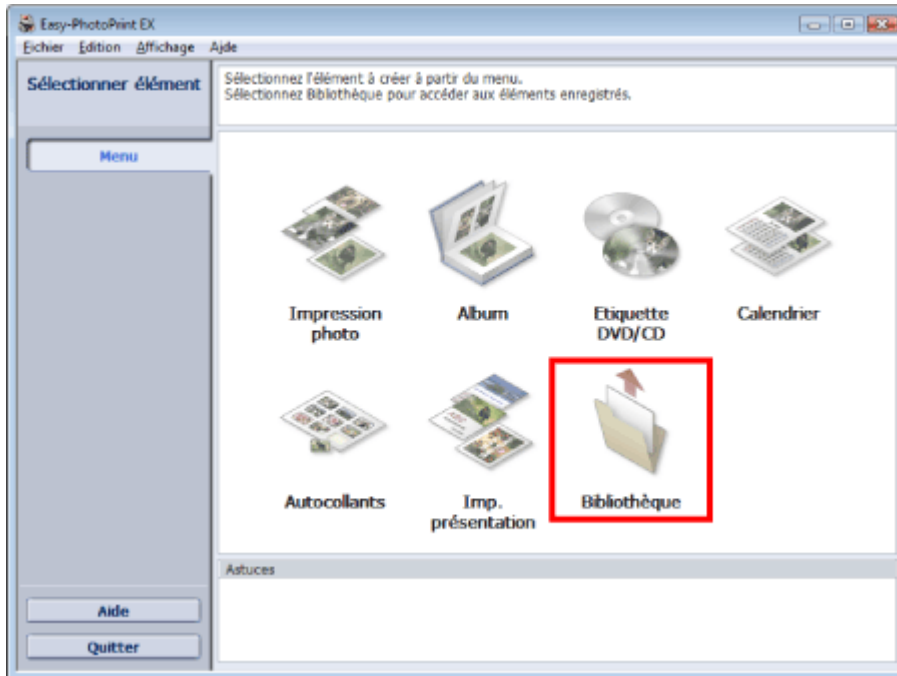 Easy-PhotoPrint EX
Fichier Edition Affichage Ajde
Sélectionner élément
Sélectionnez l'élément à créer à partir du menu.
Sélectionnez Bibliothèque pour accéder aux éléments enregistrés.
Menu
Impression
photo
Album
Etiquette
DVD/CD
Calendrier
Autocollants
Imp.
présentation
Bibliothèque
Astuces
Aide
Quitter